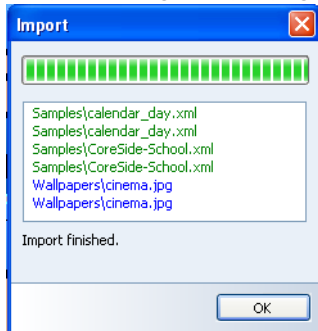 Import
Samples\calendar_day.xml
Samples\calendar_day.xml
Samples\CoreSide-School.xml
Samples\CoreSide-School.xml
Wallpapers\cinema.jpg
Wallpapers\cinema.jpg
Import finished.
OK